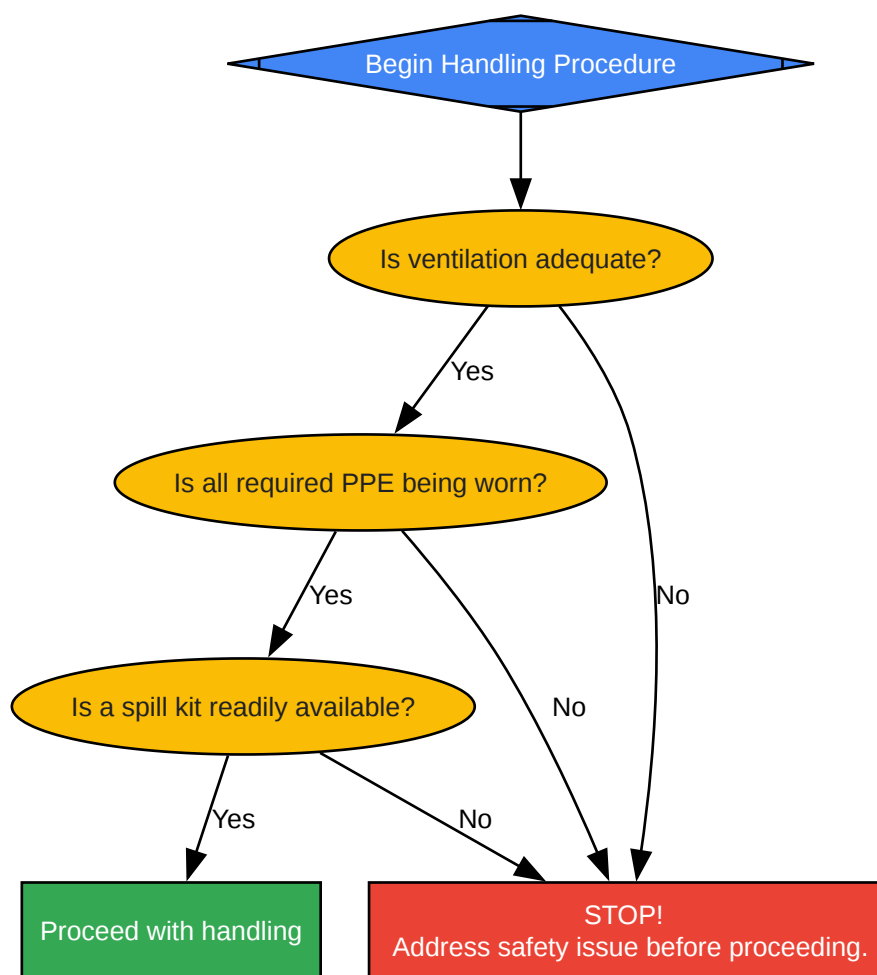 Begin Handling Procedure
Is ventilation adequate?
Yes
Is all required PPE being worn?
Yes
No
Is a spill kit readily available?
No
Yes
No
Proceed with handling
STOP!
Address safety issue before proceeding.